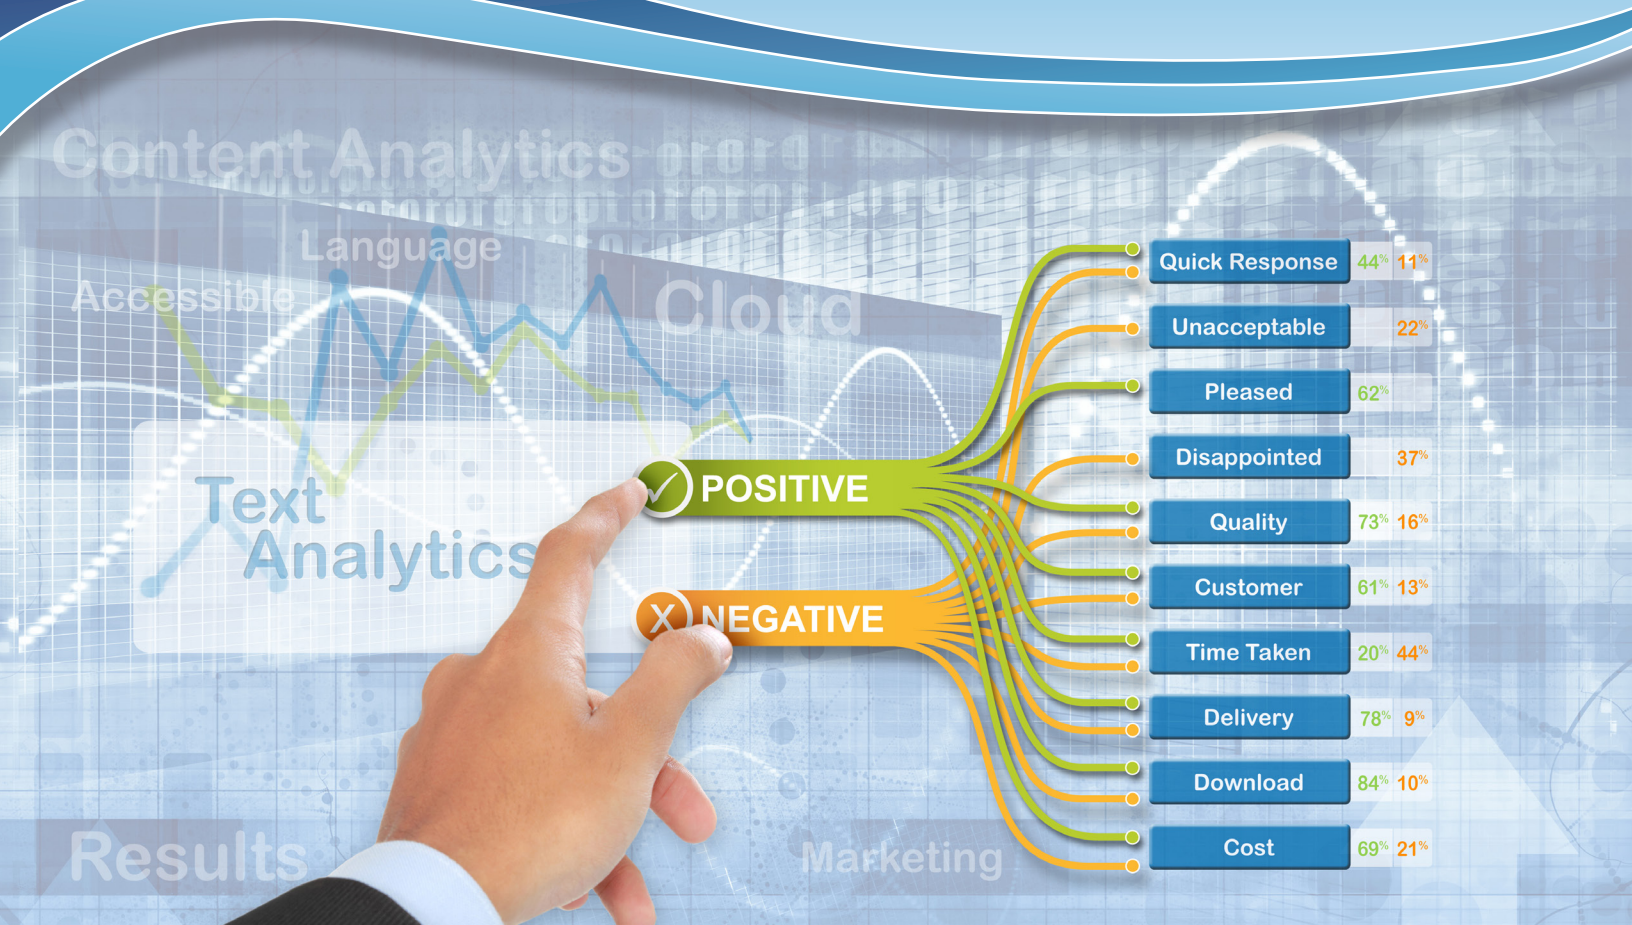 Content Analytics
Language
Accessible
Cloud
Text
Analytics
POSITIVE
X NEGATIVE
Quick Response 44% 11%
Unacceptable 22%
Pleased 62%
Disappointed 37%
Quality 73% 16%
Customer 61% 13%
Time Taken 20% 44%
Delivery 78% 9%
Download 84% 10%
Cost 69% 21%
Results
Marketing